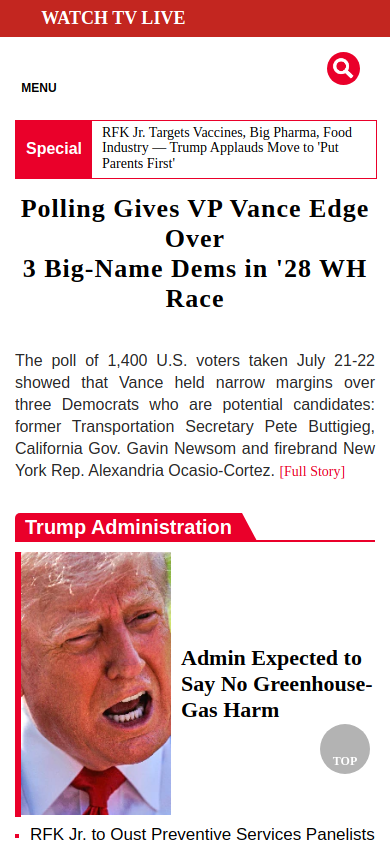 WATCH TV LIVE
MENU
Special
RFK Jr. Targets Vaccines, Big Pharma, Food
Industry — Trump Applauds Move to 'Put
Parents First'
Polling Gives VP Vance Edge
Over
3 Big-Name Dems in '28 WH
Race
The poll of 1,400 U.S. voters taken July 21-22
showed that Vance held narrow margins over
three Democrats who are potential candidates:
former Transportation Secretary Pete Buttigieg,
California Gov. Gavin Newsom and firebrand New
York Rep. Alexandria Ocasio-Cortez. [Full Story]
Trump Administration
Admin Expected to
Say No Greenhouse-
Gas Harm
TOP
RFK Jr. to Oust Preventive Services Panelists